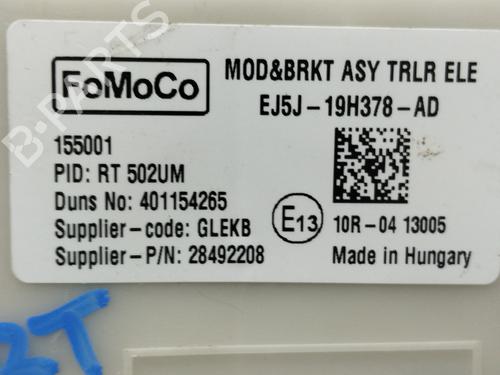 FoMoCo
MOD&BRKT ASY TRLR ELE
EJ5J-19H378-AD
155001
PID: RT 502UM
Duns No: 401154265
Supplier-code: GLEKB
Supplier-P/N: 28492208
E13
10R-04 13005
Made in Hungary
B-PARTS